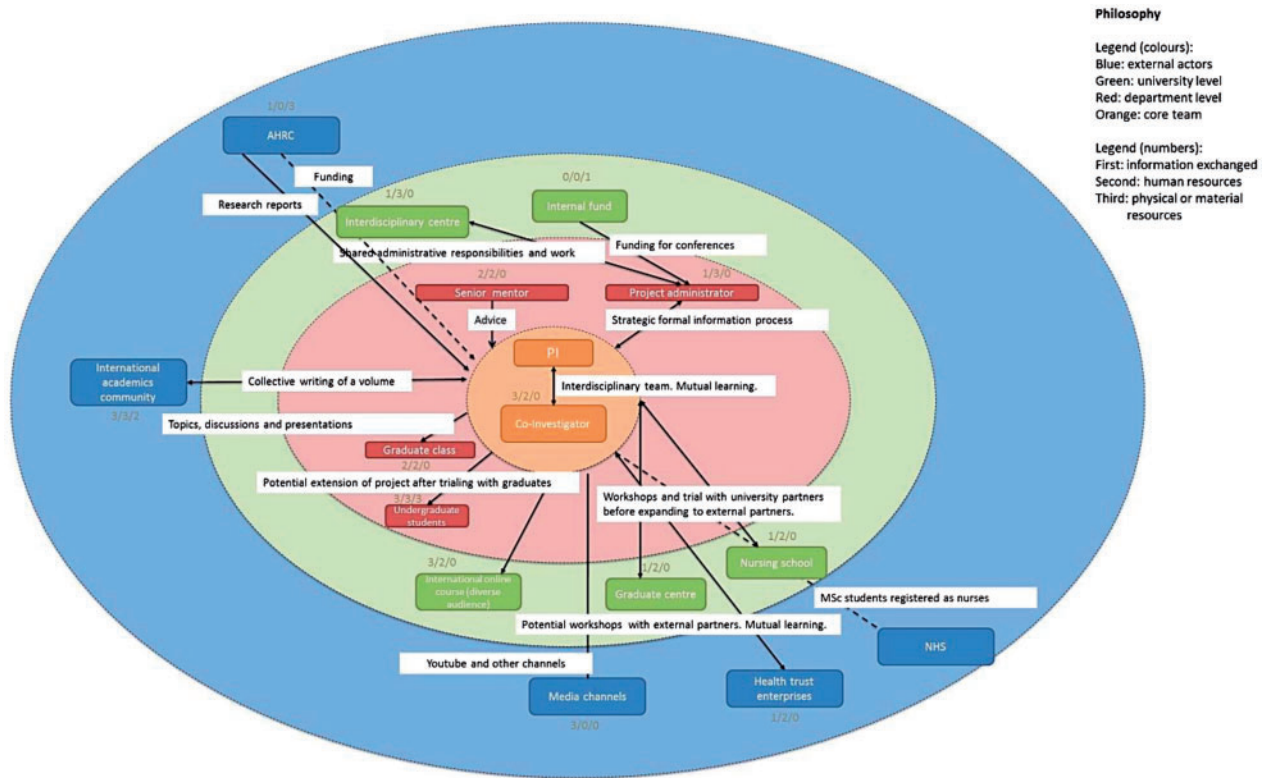 Philosophy
Legend (colours):
Blue: external actors
Green: university level
Red: department level
Orange: core team
Legend (numbers):
First: information exchanged
Second: human resources
Third: physical or material
resources
1/0/3
AHRC
Funding
Research reports
1/3/0
Interdisciplinary centre
0/0/1
Internal fund
Funding for conferences
Shared administrative responsibilities and work
2/2/0
Senior mentor
1/3/0
Project administrator
Advice
Strategic formal information process
PI
Interdisciplinary team. Mutual learning.
3/2/0
Co-investigator
International
academics
community
3/3/2
Collective writing of a volume
Topics, discussions and presentations
Graduate class
2/2/0
Potential extension of project after trialing with graduates
3/3/3
Undergraduate
students
Workshops and trial with university partners
before expanding to external partners.
1/2/0
Nursing school
3/2/0
International online
course (diverse
audience)
1/2/0
Graduate centre
MSc students registered as nurses
Potential workshops with external partners. Mutual learning.
NHS
Youtube and other channels
Media channels
3/0/0
Health trust
enterprises
1/2/0